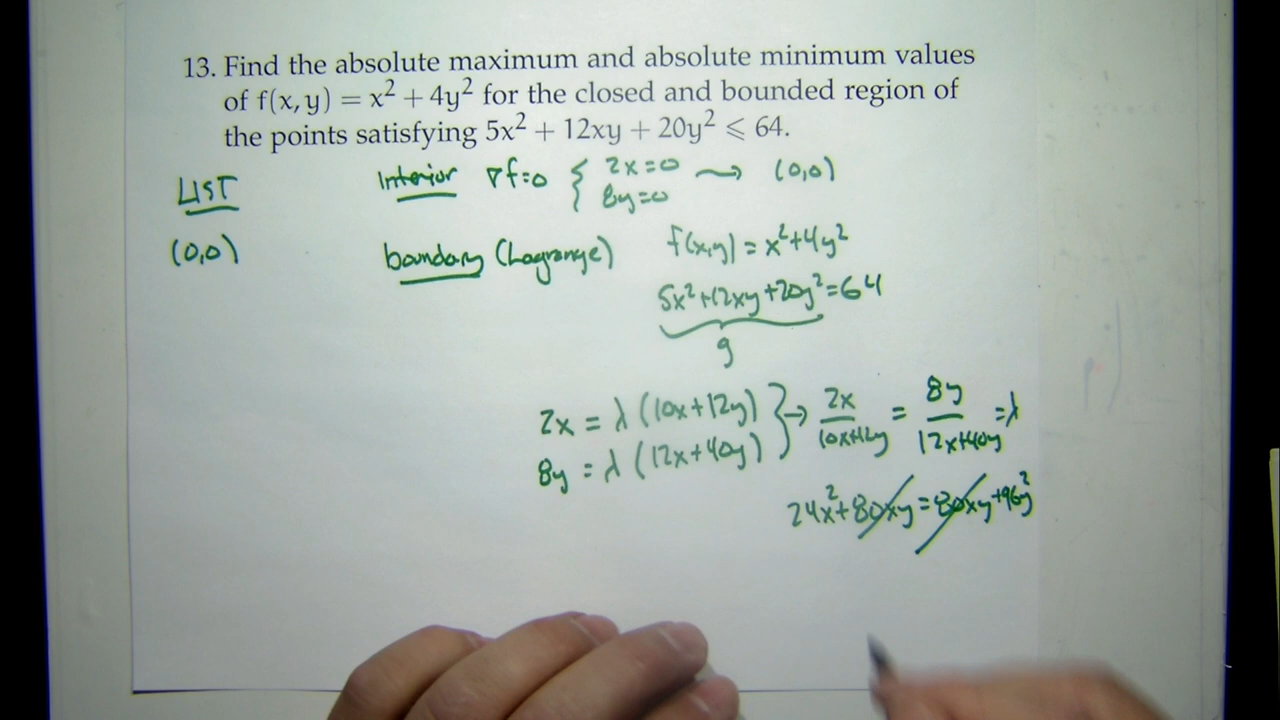 13. Find the absolute maximum and absolute minimum values
of f(x, y) = x² + 4y² for the closed and bounded region of
the points satisfying 5x² + 12xy + 20y² ⩽ 64.
LIST
Interior ∇f=0 { 2x=0 8y=0 ⇝ (0,0)
(0,0)
boundary (Lagrange) f(x,y) = x²+4y²
5x²+12xy+20y²=64
g
2x = λ (10x+12y)
8y = λ (12x+40y)
} → 2x/(10x+12y) = 8y/(12x+40y) = λ
24x²+80xy=80xy+96y²